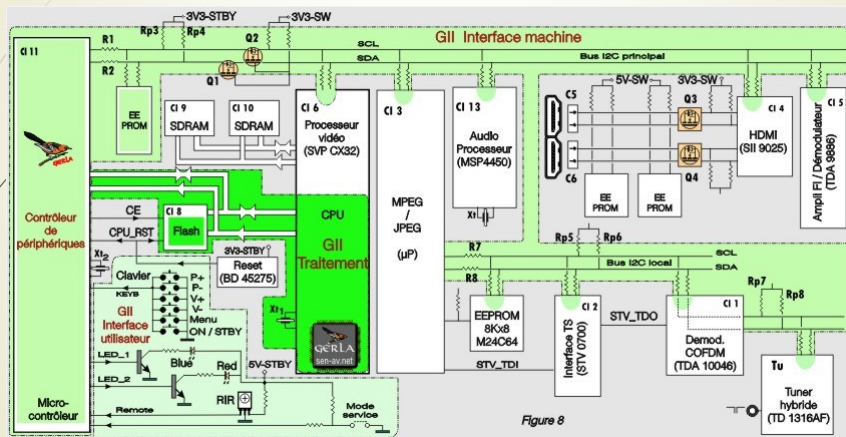 3V3-STBY
3V3-SW
Rp3
Rp4
Q2
GII Interface machine
CI 11
R1
R2
SCL
SDA
Bus I2C principal
Q1
EE
PROM
CI 9
SDRAM
CI 10
SDRAM
CI 6
Processeur
vidéo
(SVP CX32)
CI 3
MPEG
/
JPEG
(µP)
CI 13
Audio
Processeur
(MSP4450)
Xt
5V-SW
3V3-SW
C5
C6
Q3
Q4
CI 4
HDMI
(SII 9025)
CI 5
Ampli FI / Démodulateur
(TDA 9886)
EE
PROM
EE
PROM
GERLA
Contrôleur
de
périphériques
CE
CPU_RST
CI 8
Flash
CPU
GII
Traitement
3V3-STBY
Reset
(BD 45275)
Xt2
Xt1
Clavier
KEYB
P+
P-
V+
V-
Menu
ON / STBY
GII
Interface
utilisateur
GERLA
sen-av.net
LED_1
Blue
LED_2
Red
5V-STBY
RIR
Remote
Mode
service
Micro-
contrôleur
R7
R8
Rp5
Rp6
SCL
Bus I2C local
SDA
Rp7
Rp8
EEPROM
8Kx8
M24C64
CI 2
Interface TS
(STV 0700)
STV_TDO
STV_TDI
CI 1
Demod.
COFDM
(TDA 10046)
Tu
Tuner
hybride
(TD 1316AF)
Figure 8